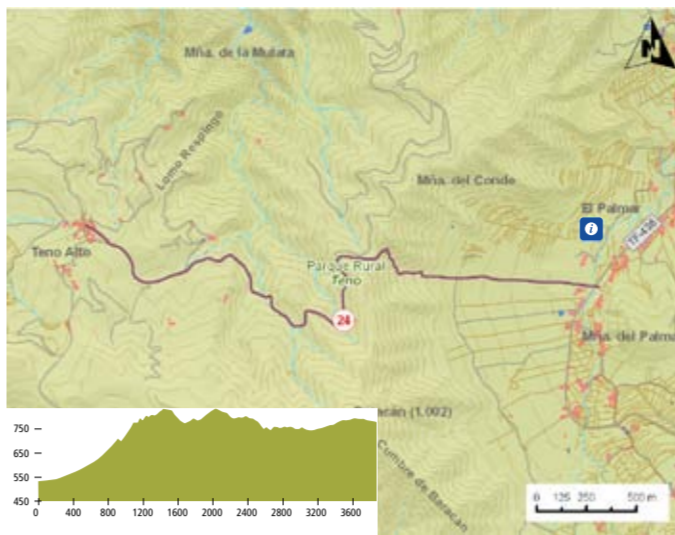 Mña. de la Mulata
N
Lomo Respingo
Mña. del Conde
El Palmar
i
TF-436
Teno Alto
Parque Rural
Teno
24
Mña. del Palma
Baracán (1.002)
Cumbre de Baracán
750
650
550
450
0 400 800 1200 1600 2000 2400 2800 3200 3600
0 125 250 500 m